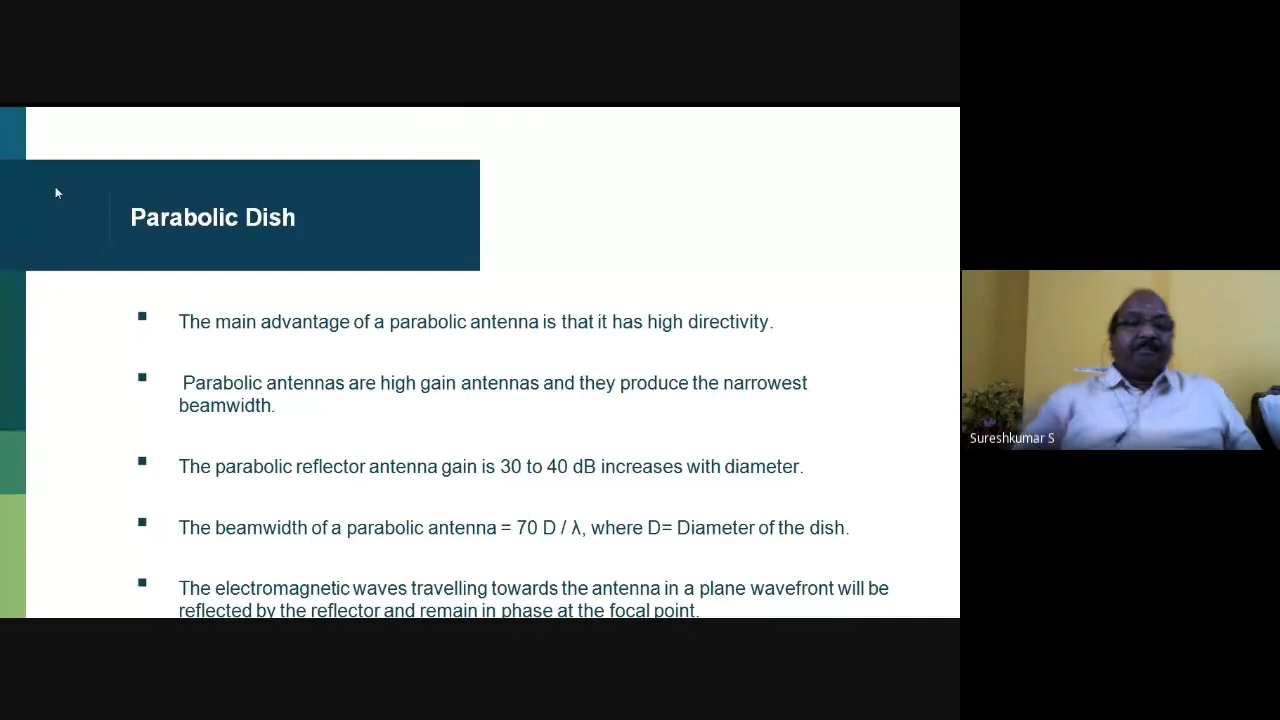 Parabolic Dish
The main advantage of a parabolic antenna is that it has high directivity.
Parabolic antennas are high gain antennas and they produce the narrowest
beamwidth.
The parabolic reflector antenna gain is 30 to 40 dB increases with diameter.
The beamwidth of a parabolic antenna = 70 D / λ, where D= Diameter of the dish.
The electromagnetic waves travelling towards the antenna in a plane wavefront will be
reflected by the reflector and remain in phase at the focal point.
Sureshkumar S